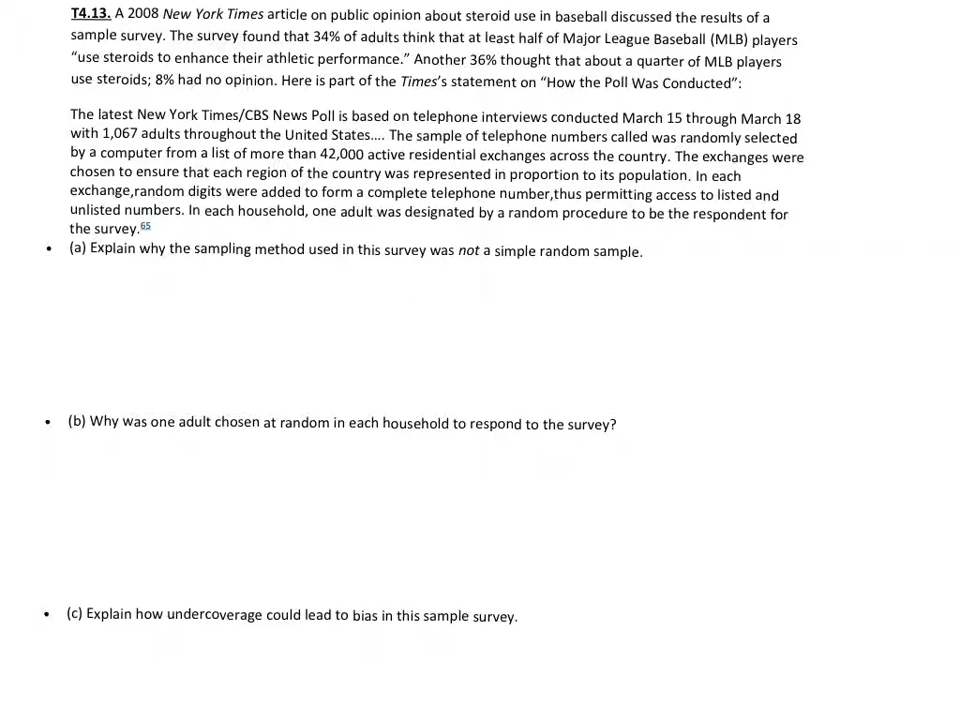 T4.13. A 2008 New York Times article on public opinion about steroid use in baseball discussed the results of a
sample survey. The survey found that 34% of adults think that at least half of Major League Baseball (MLB) players
“use steroids to enhance their athletic performance.” Another 36% thought that about a quarter of MLB players
use steroids; 8% had no opinion. Here is part of the Times’s statement on “How the Poll Was Conducted”:
The latest New York Times/CBS News Poll is based on telephone interviews conducted March 15 through March 18
with 1,067 adults throughout the United States.... The sample of telephone numbers called was randomly selected
by a computer from a list of more than 42,000 active residential exchanges across the country. The exchanges were
chosen to ensure that each region of the country was represented in proportion to its population. In each
exchange,random digits were added to form a complete telephone number,thus permitting access to listed and
unlisted numbers. In each household, one adult was designated by a random procedure to be the respondent for
the survey.65
• (a) Explain why the sampling method used in this survey was not a simple random sample.
• (b) Why was one adult chosen at random in each household to respond to the survey?
• (c) Explain how undercoverage could lead to bias in this sample survey.